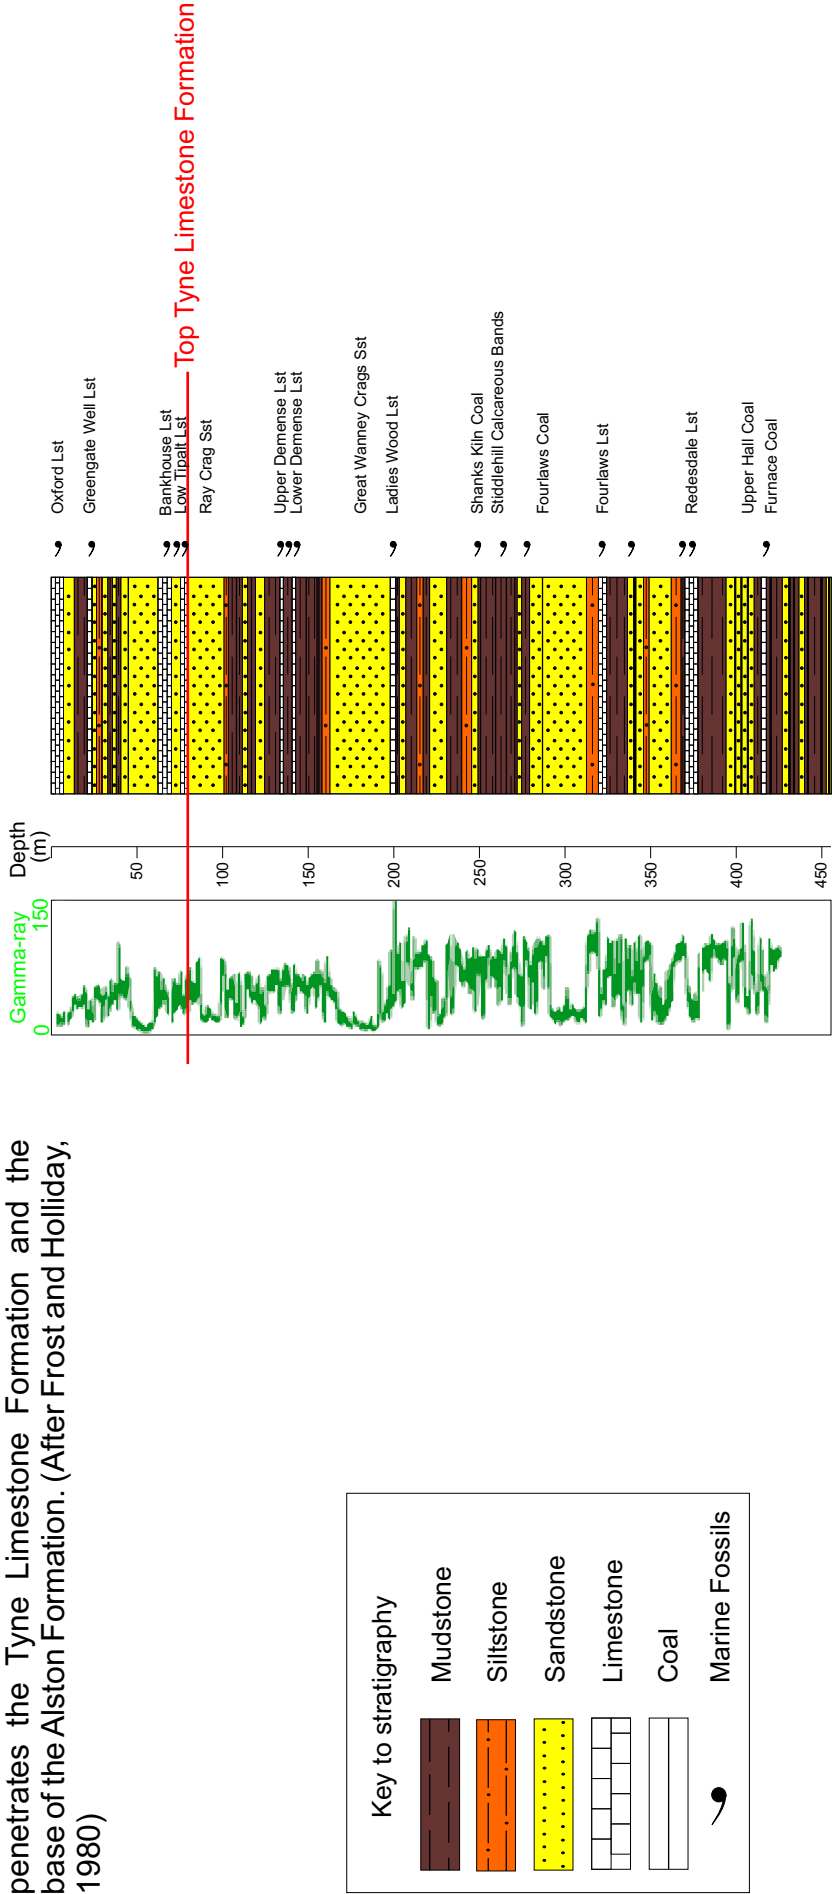 penetrates the Tyne Limestone Formation and the
base of the Alston Formation. (After Frost and Holliday,
1980)
Key to stratigraphy
Mudstone
Siltstone
Sandstone
Limestone
Coal
Marine Fossils
Gamma-ray
0
150
Depth
(m)
50
100
150
200
250
300
350
400
450
Oxford Lst
Greengate Well Lst
Bankhouse Lst
Low Tipalt Lst
Top Tyne Limestone Formation
Ray Crag Sst
Upper Demense Lst
Lower Demense Lst
Great Wanney Crags Sst
Ladies Wood Lst
Shanks Kiln Coal
Stiddlehill Calcareous Bands
Fourlaws Coal
Fourlaws Lst
Redesdale Lst
Upper Hall Coal
Furnace Coal